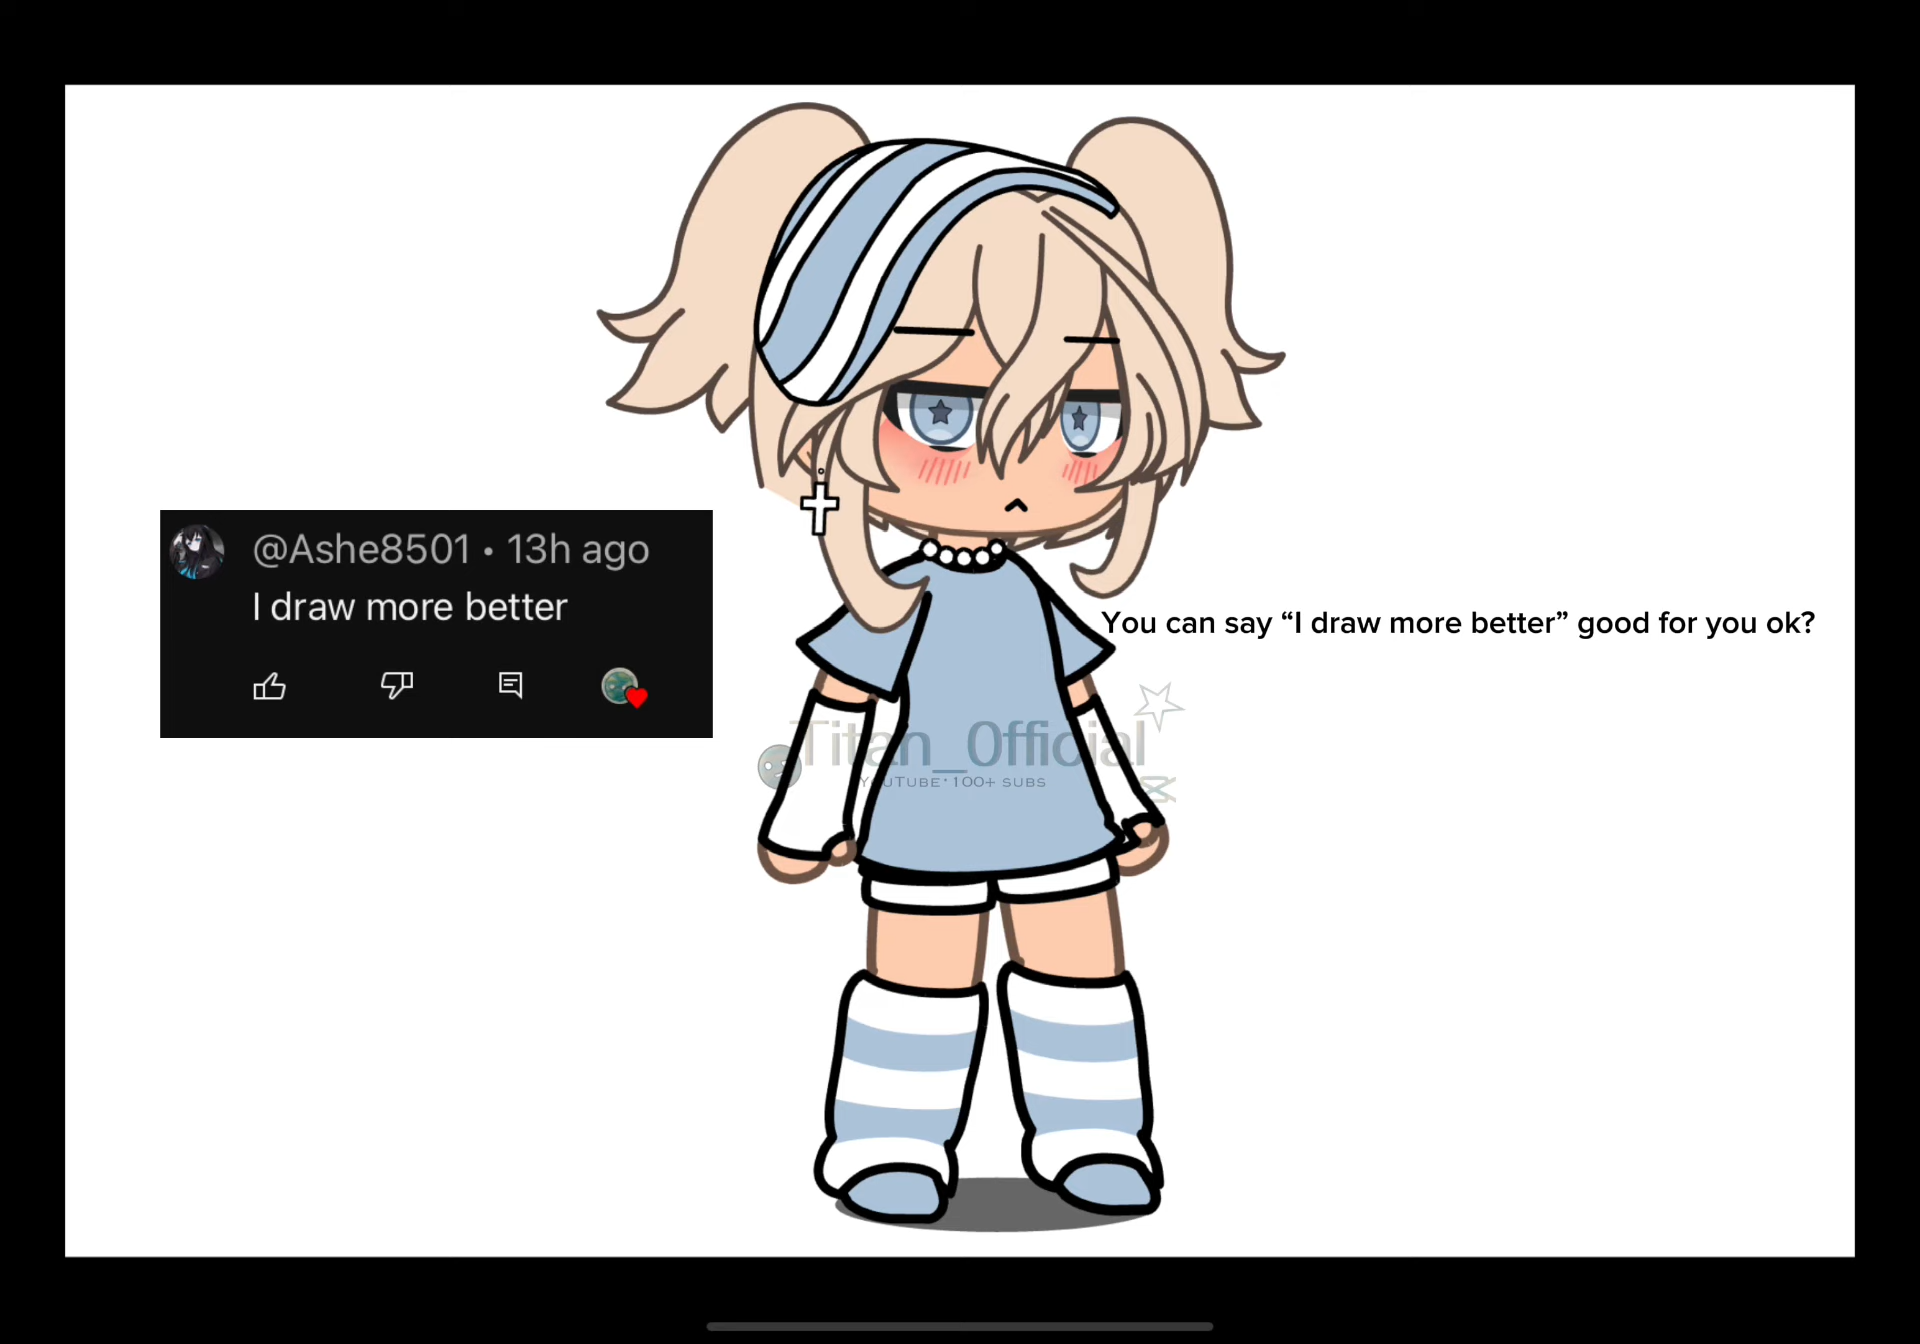 @Ashe8501 • 13h ago
I draw more better
You can say “I draw more better” good for you ok?
Titan_Official
YouTube·100+ subs